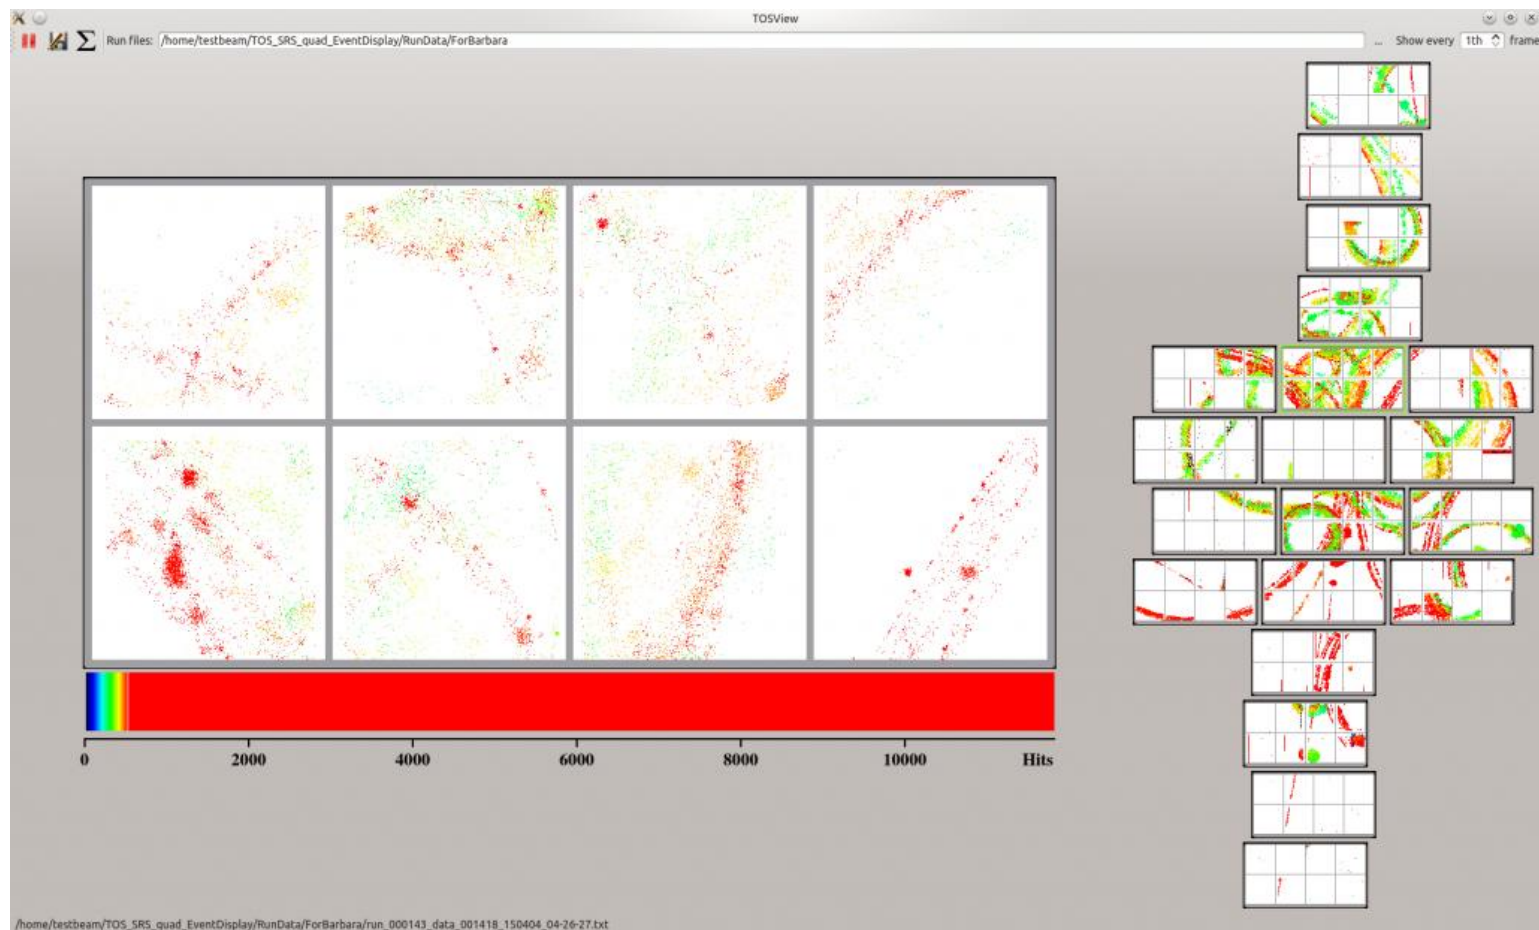 TOSView
Run files: /home/testbeam/TOS_SRS_quad_EventDisplay/RunData/ForBarbara ... Show every 1th frame
0 2000 4000 6000 8000 10000 Hits
/home/testbeam/TOS_SRS_quad_EventDisplay/RunData/ForBarbara/run_000143_data_001418_150404_04-26-27.txt